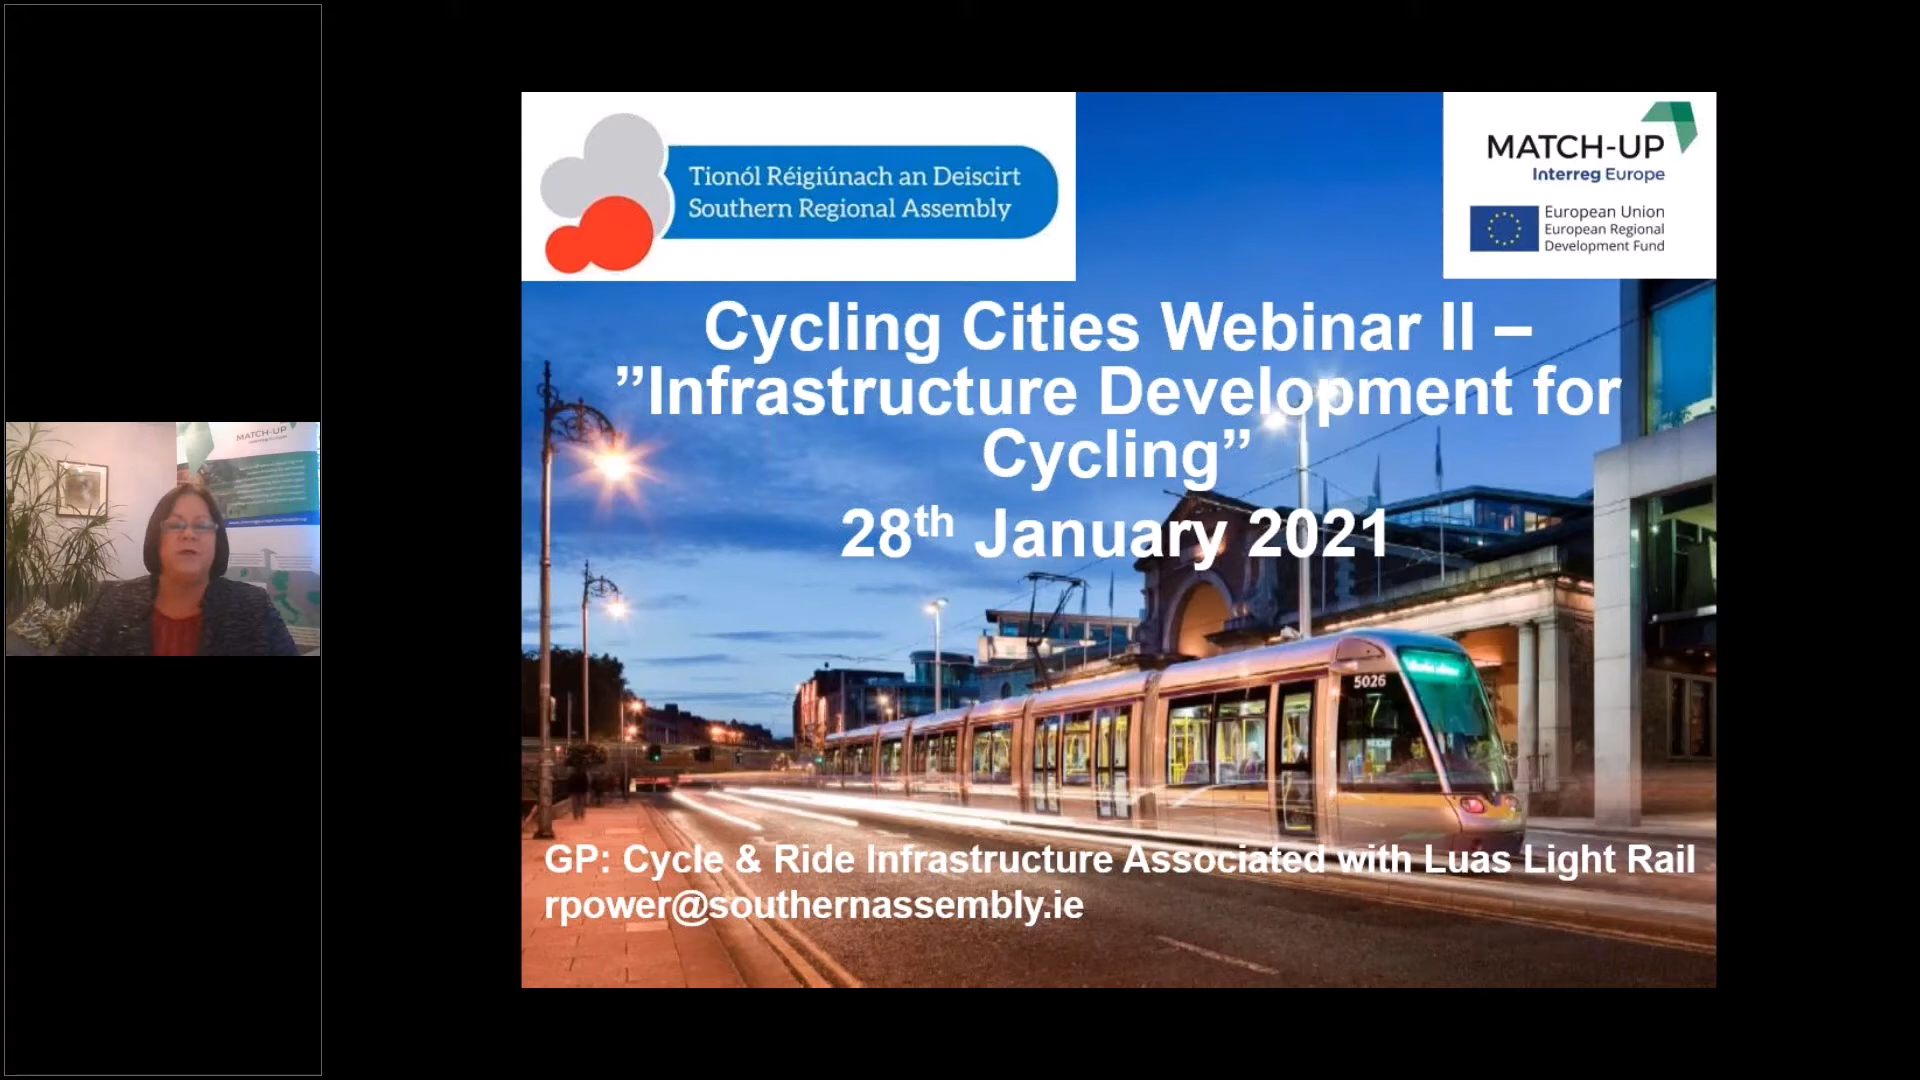 Tionól Réigiúnach an Deiscirt
Southern Regional Assembly
MATCH-UP
Interreg Europe
European Union
European Regional
Development Fund
Cycling Cities Webinar II –
”Infrastructure Development for
Cycling”
28th January 2021
5026
GP: Cycle & Ride Infrastructure Associated with Luas Light Rail
rpower@southernassembly.ie
MATCH-UP